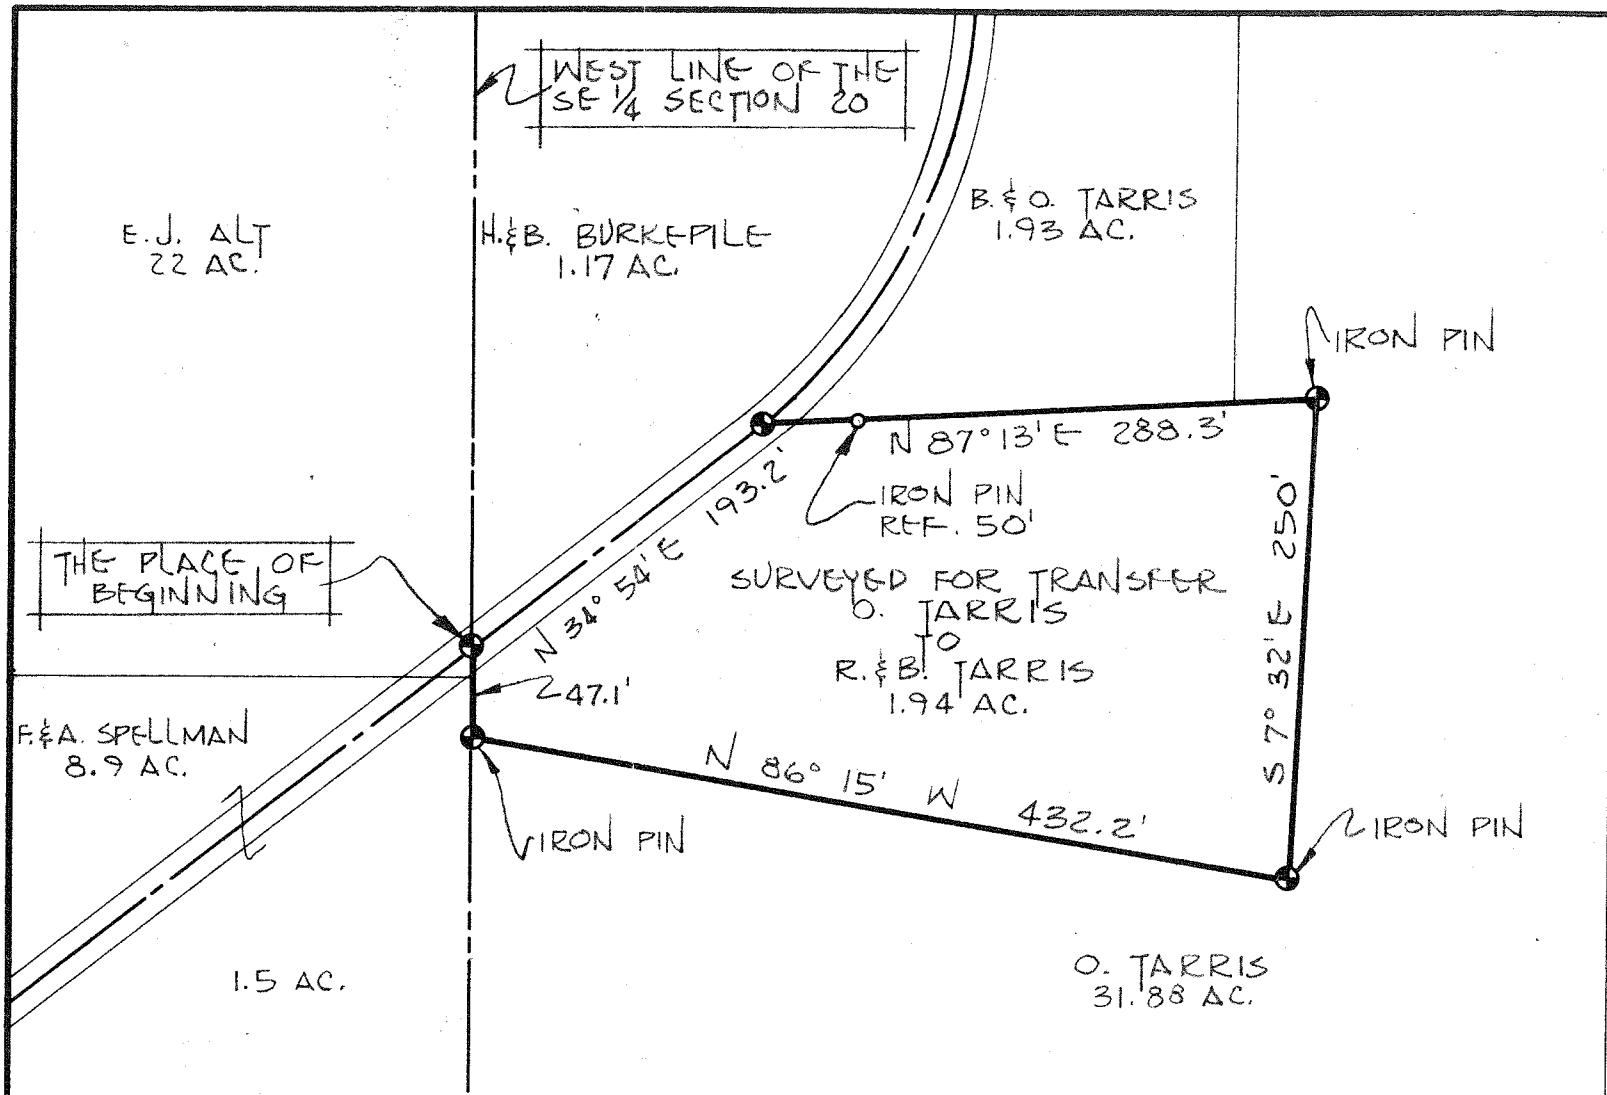 WEST LINE OF THE
SE 1/4 SECTION 20
E.J. ALT
22 AC.
H.&B. BURKEPILE
1.17 AC.
B. & O. TARRIS
1.93 AC.
IRON PIN
N 87° 13' E 288.3'
IRON PIN
REF. 50'
N 34° 54' E 193.2'
S 7° 32' E 250'
THE PLACE OF
BEGINNING
SURVEYED FOR TRANSFER
O. TARRIS
TO
R. & B. TARRIS
1.94 AC.
47.1'
F.&A. SPELLMAN
8.9 AC.
N 86° 15' W 432.2'
IRON PIN
IRON PIN
1.5 AC.
O. TARRIS
31.88 AC.